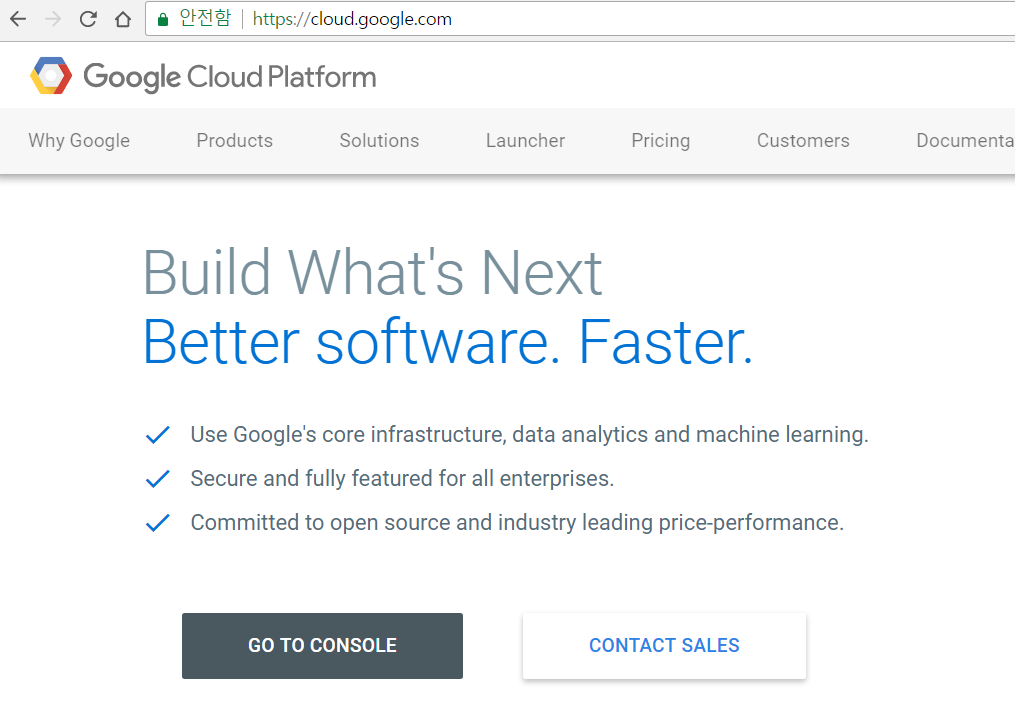 안전함 https://cloud.google.com
Google Cloud Platform
Why Google Products Solutions Launcher Pricing Customers Documenta
Build What's Next
Better software. Faster.
Use Google's core infrastructure, data analytics and machine learning.
Secure and fully featured for all enterprises.
Committed to open source and industry leading price-performance.
GO TO CONSOLE CONTACT SALES